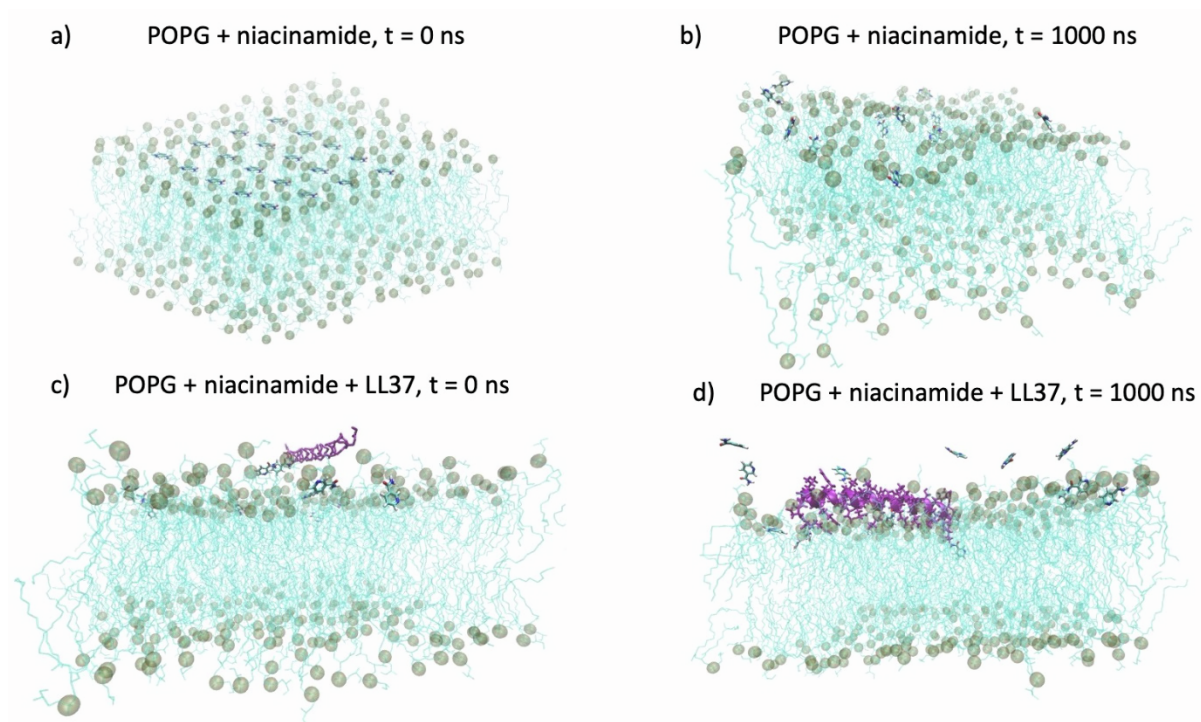 a) POPG + niacinamide, t = 0 ns
b) POPG + niacinamide, t = 1000 ns
c) POPG + niacinamide + LL37, t = 0 ns
d) POPG + niacinamide + LL37, t = 1000 ns